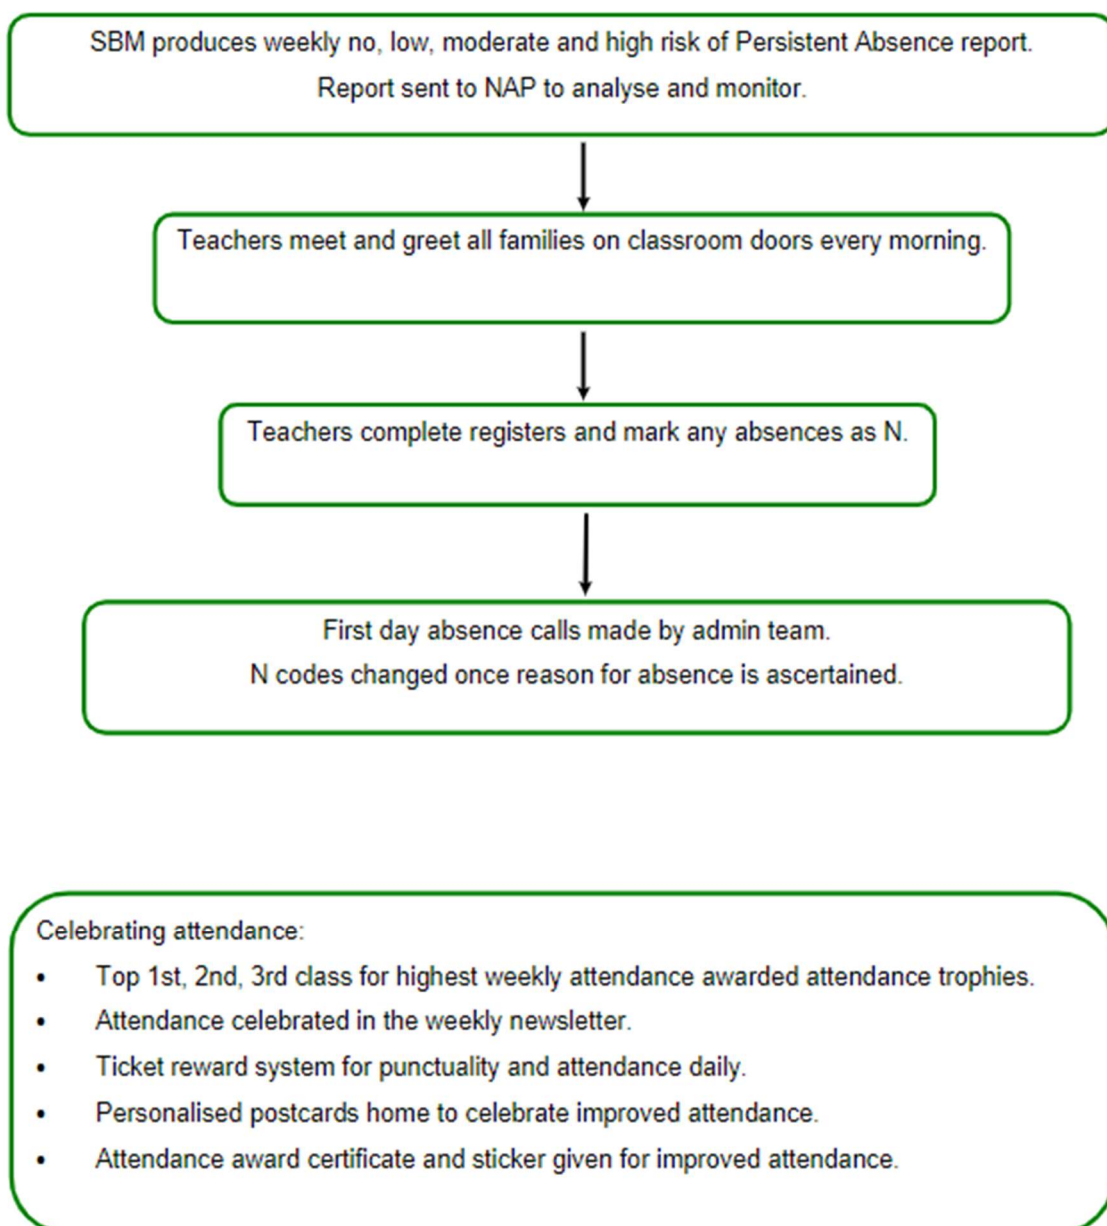 SBM produces weekly no, low, moderate and high risk of Persistent Absence report.
Report sent to NAP to analyse and monitor.
Teachers meet and greet all families on classroom doors every morning.
Teachers complete registers and mark any absences as N.
First day absence calls made by admin team.
N codes changed once reason for absence is ascertained.
Celebrating attendance:
• Top 1st, 2nd, 3rd class for highest weekly attendance awarded attendance trophies.
• Attendance celebrated in the weekly newsletter.
• Ticket reward system for punctuality and attendance daily.
• Personalised postcards home to celebrate improved attendance.
• Attendance award certificate and sticker given for improved attendance.